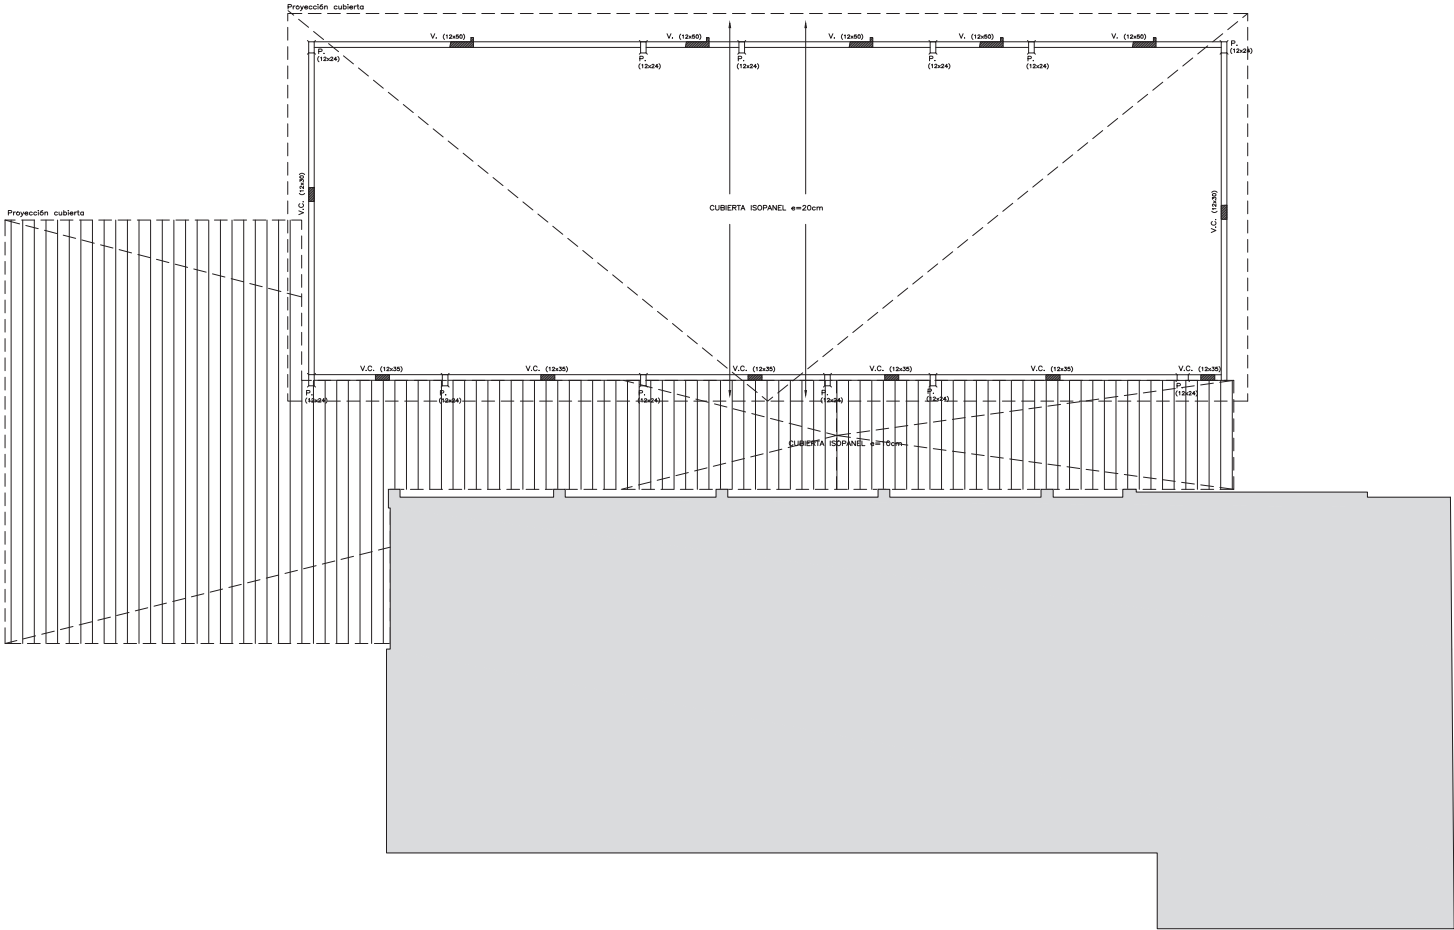 Proyección cubierta
V. (12x50)
V. (12x50)
V. (12x50)
V. (12x50)
V. (12x50)
P.
(12x24)
P.
(12x24)
P.
(12x24)
P.
(12x24)
P.
(12x24)
P.
(12x24)
V.C. (12x30)
V.C. (12x30)
CUBIERTA ISOPANEL e=20cm
Proyección cubierta
V.C. (12x35)
V.C. (12x35)
V.C. (12x35)
V.C. (12x35)
V.C. (12x35)
V.C. (12x35)
P.
(12x24)
P.
(12x24)
P.
(12x24)
P.
(12x24)
P.
(12x24)
P.
(12x24)
CUBIERTA ISOPANEL e=